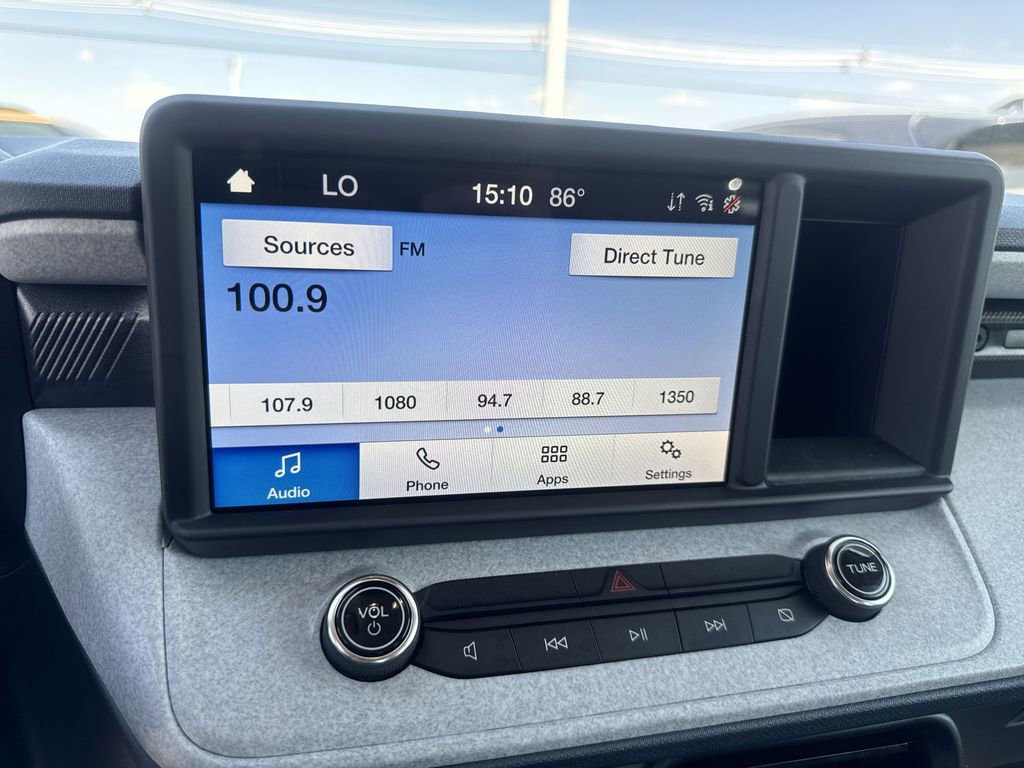 LO 15:10 86°
Sources FM Direct Tune
100.9
107.9 1080 94.7 88.7 1350
Audio Phone Apps Settings
VOL TUNE